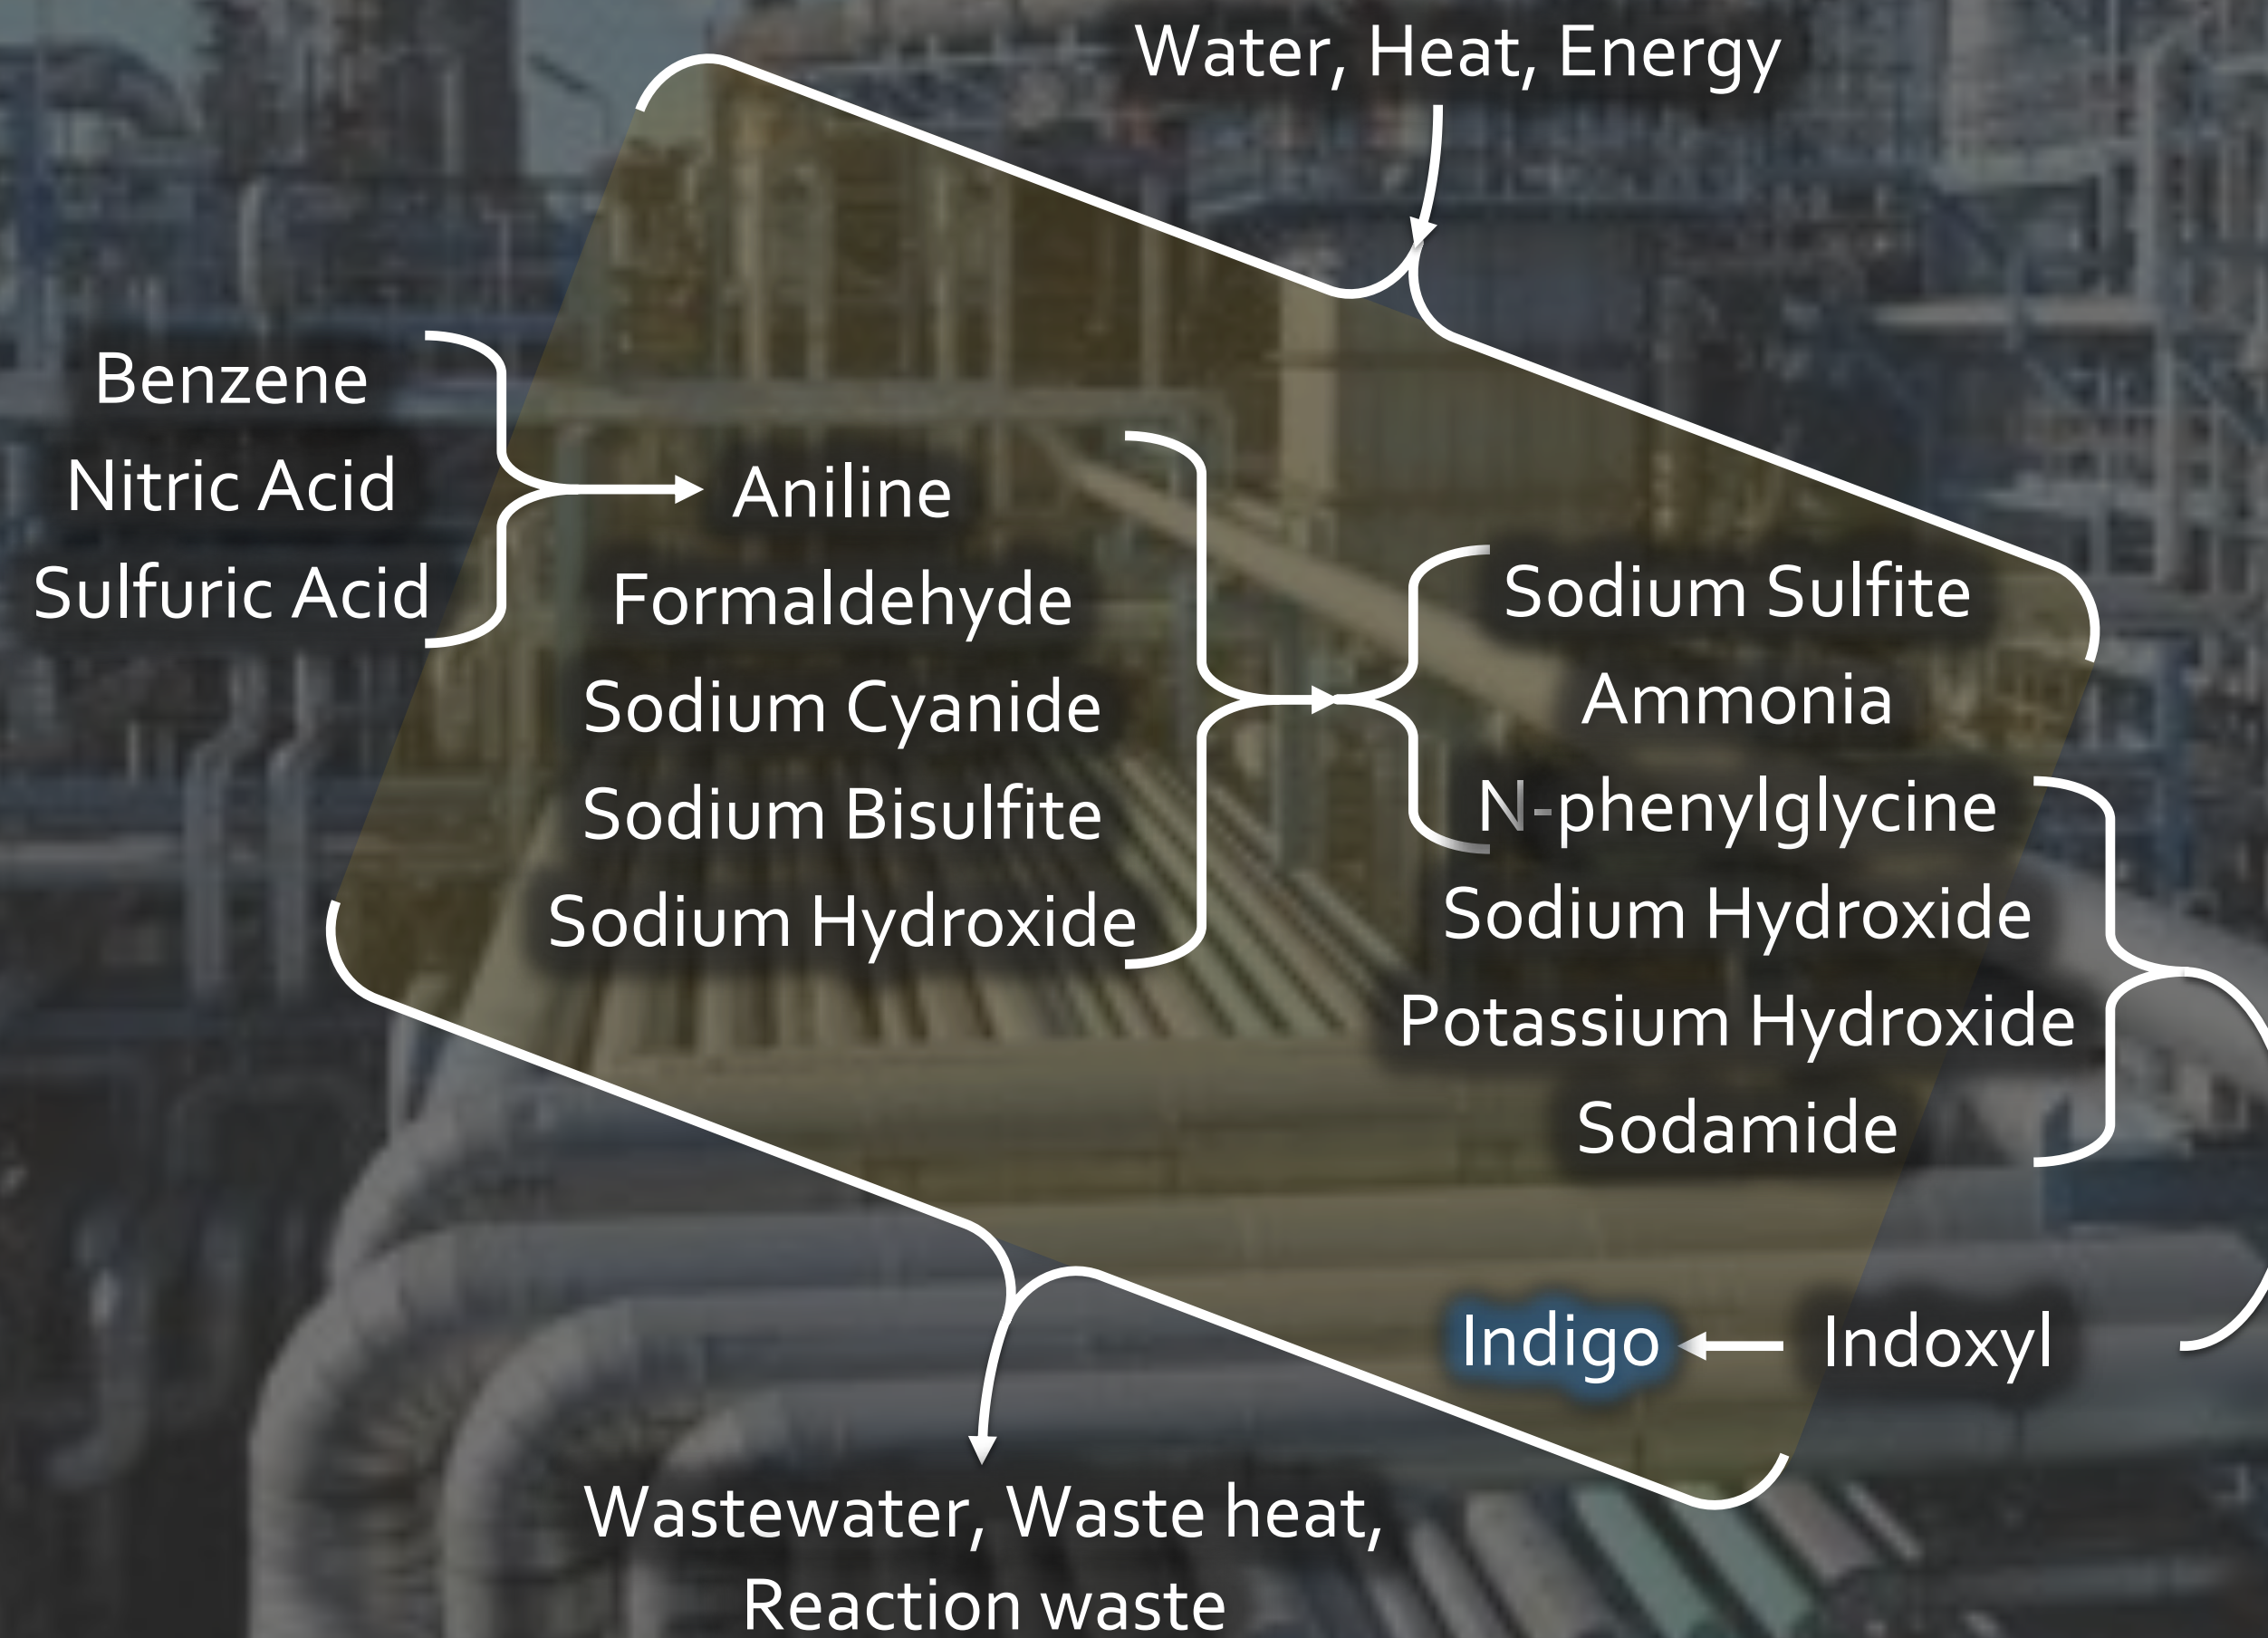 Water, Heat, Energy
Benzene
Nitric Acid
Sulfuric Acid
Aniline
Formaldehyde
Sodium Cyanide
Sodium Bisulfite
Sodium Hydroxide
Sodium Sulfite
Ammonia
N-phenylglycine
Sodium Hydroxide
Potassium Hydroxide
Sodamide
Indigo
Indoxyl
Wastewater, Waste heat,
Reaction waste